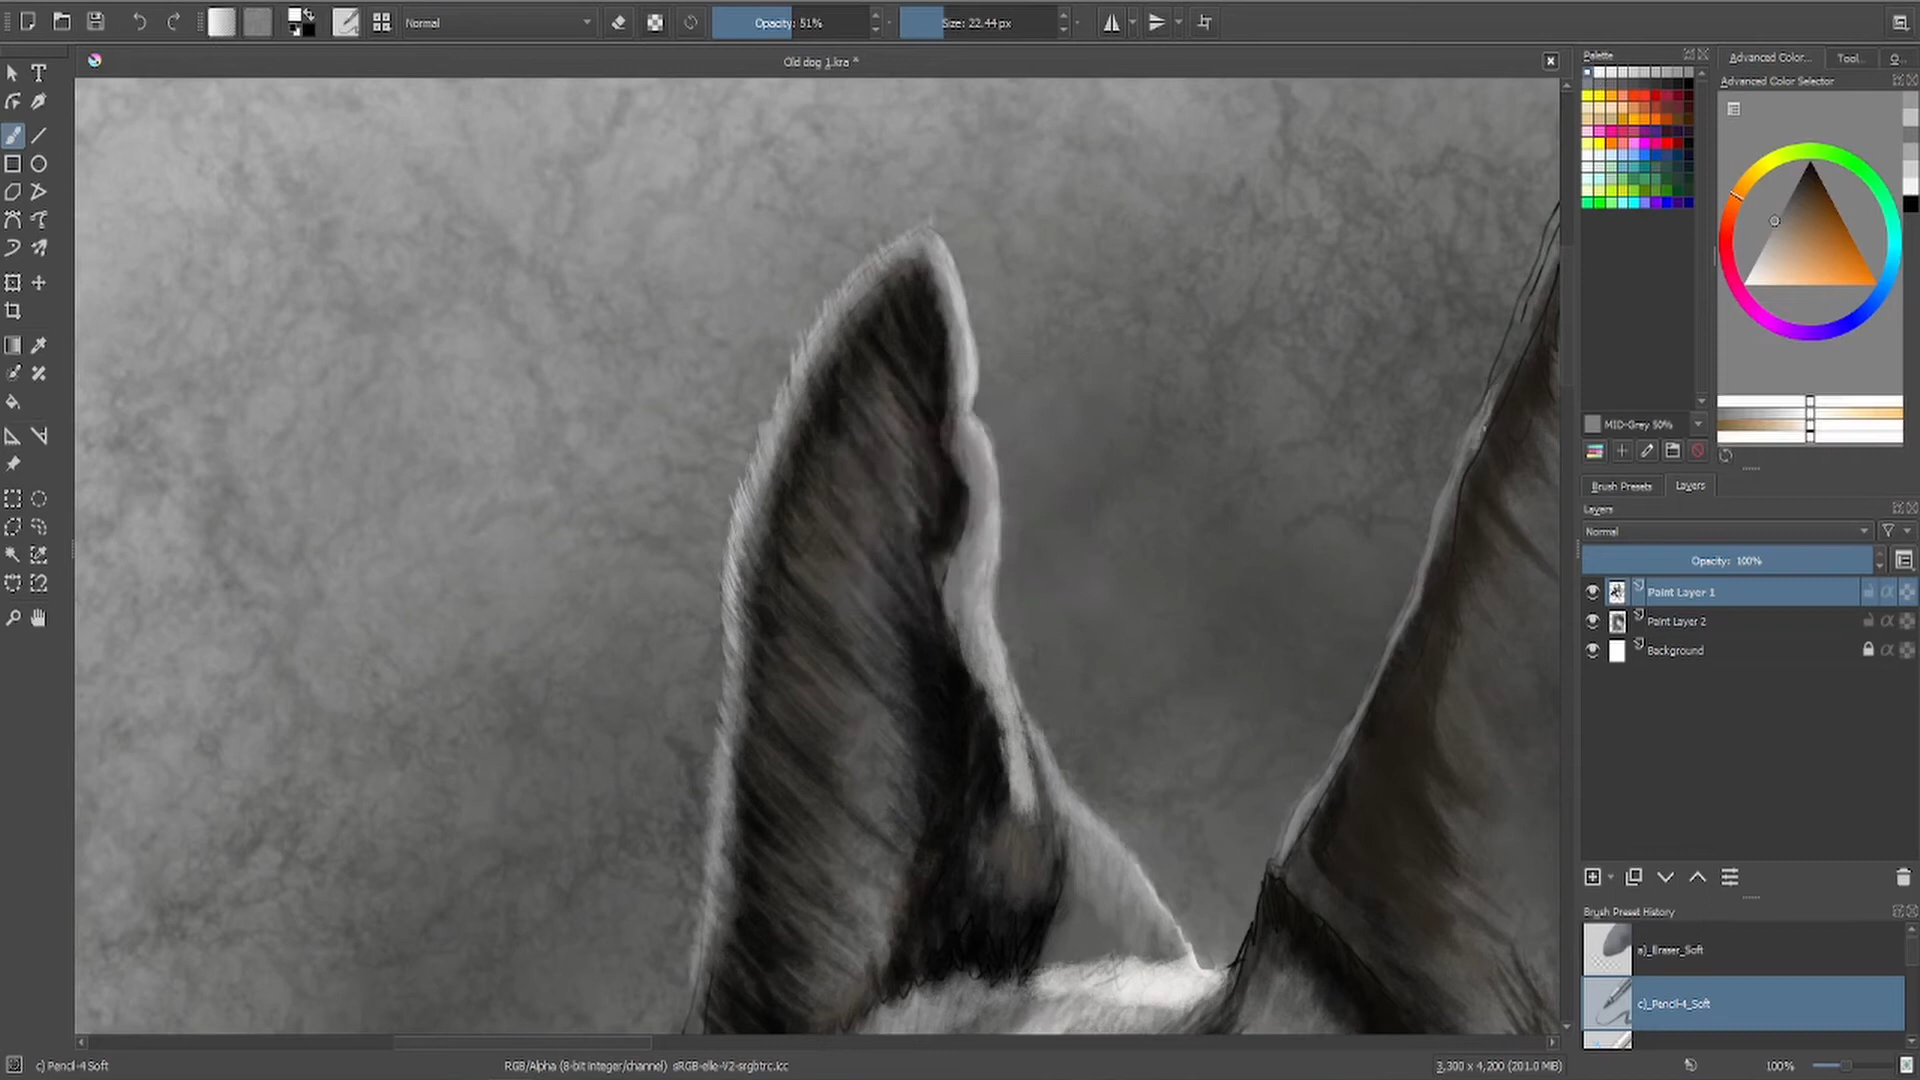 Normal
Opacity: 51%
Size: 22.44 px
Old dog 1.kra *
Palette
Advanced Color...
Tool...
O...
Advanced Color Selector
MID-Grey 50%
Brush Presets
Layers
Layers
Normal
Opacity: 100%
Paint Layer 1
Paint Layer 2
Background
Brush Preset History
a)_Eraser_Soft
c)_Pencil-4_Soft
c) Pencil-4 Soft
RGB/Alpha (8-bit integer/channel) sRGB-elle-V2-srgbtrc.icc
3,300 x 4,200 (201.0 MiB)
100%